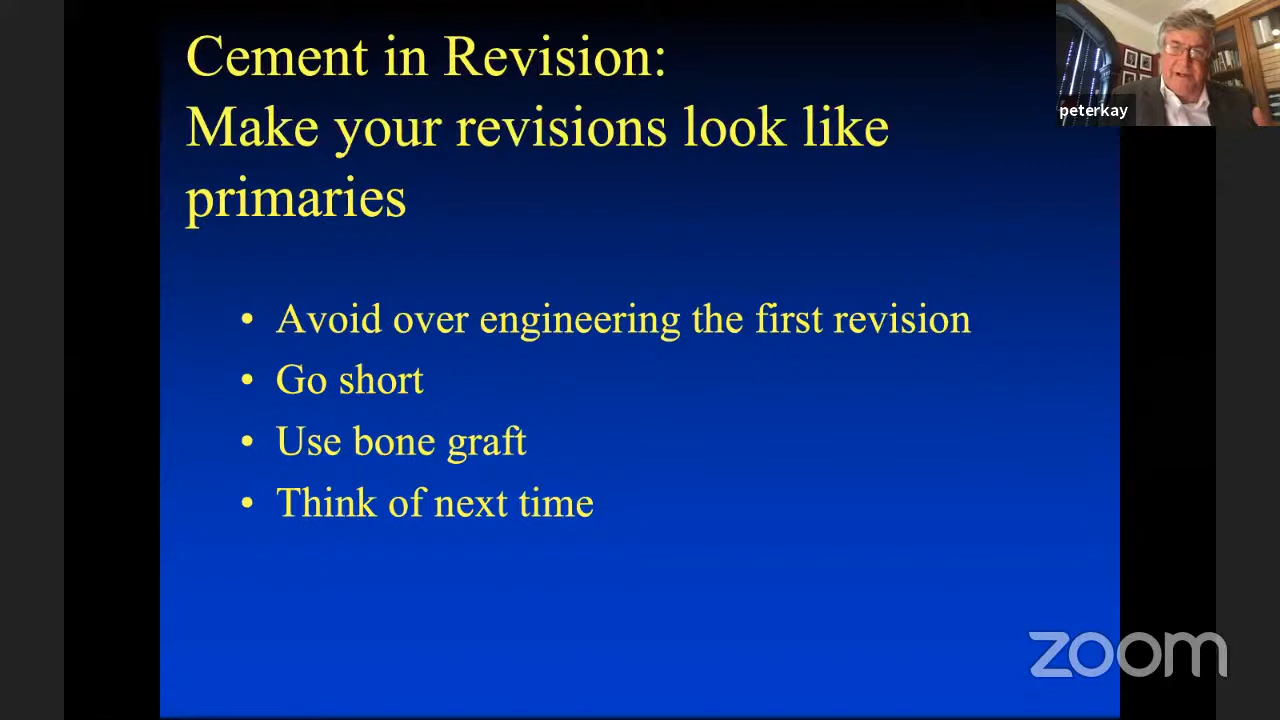 Cement in Revision:
Make your revisions look like
primaries
• Avoid over engineering the first revision
• Go short
• Use bone graft
• Think of next time
peterkay
zoom